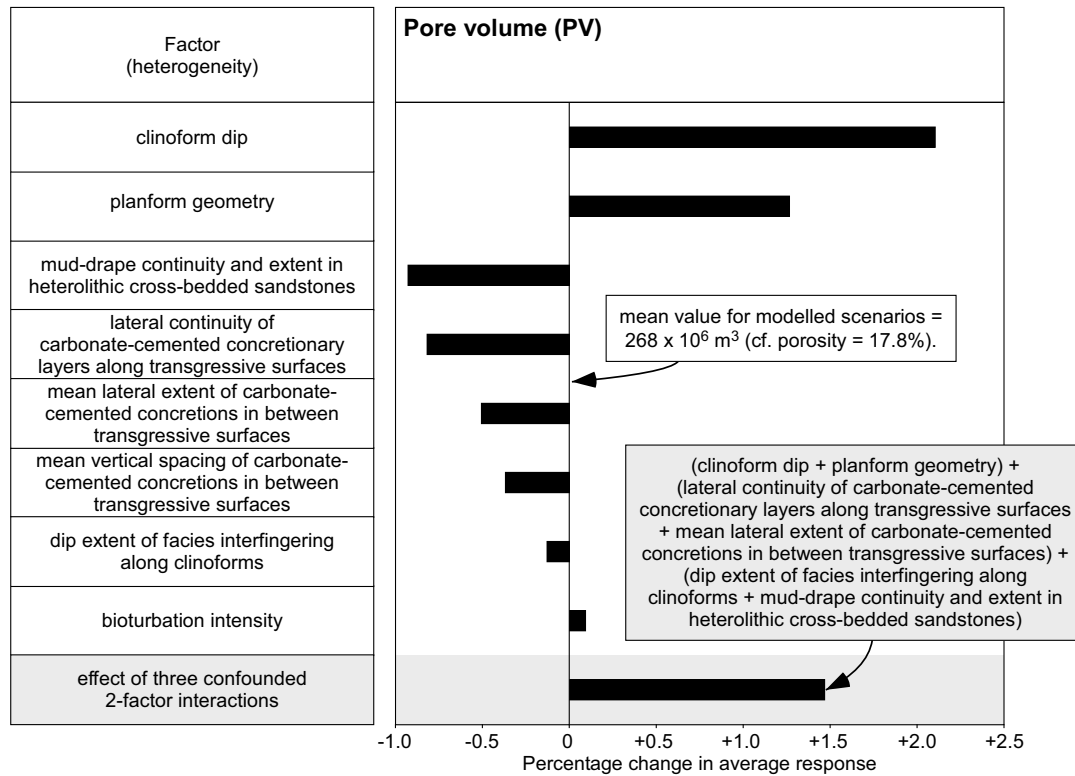 Factor
(heterogeneity)
Pore volume (PV)
clinoform dip
planform geometry
mud-drape continuity and extent in
heterolithic cross-bedded sandstones
lateral continuity of
carbonate-cemented concretionary
layers along transgressive surfaces
mean lateral extent of carbonate-
cemented concretions in between
transgressive surfaces
mean vertical spacing of carbonate-
cemented concretions in between
transgressive surfaces
dip extent of facies interfingering
along clinoforms
bioturbation intensity
effect of three confounded
2-factor interactions
mean value for modelled scenarios =
268 x 10⁶ m³ (cf. porosity = 17.8%).
(clinoform dip + planform geometry) +
(lateral continuity of carbonate-cemented
concretionary layers along transgressive surfaces
+ mean lateral extent of carbonate-cemented
concretions in between transgressive surfaces) +
(dip extent of facies interfingering along
clinoforms + mud-drape continuity and extent in
heterolithic cross-bedded sandstones)
-1.0 -0.5 0 +0.5 +1.0 +1.5 +2.0 +2.5
Percentage change in average response